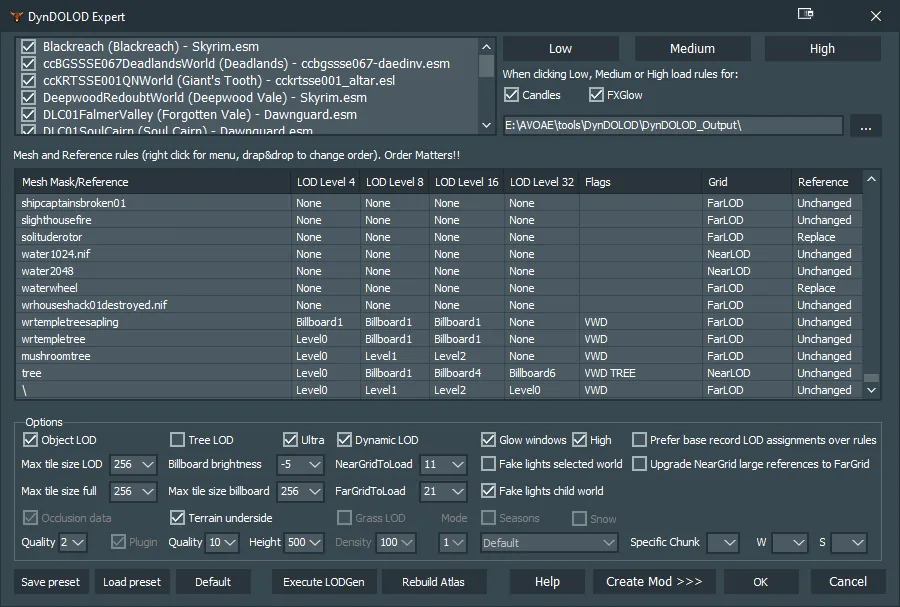 DynDOLOD Expert
Blackreach (Blackreach) - Skyrim.esm
ccBGSSSE067DeadlandsWorld (Deadlands) - ccbgssse067-daedinv.esm
ccKRTSSE001QNWorld (Giant's Tooth) - cckrtsse001_altar.esl
DeepwoodRedoubtWorld (Deepwood Vale) - Skyrim.esm
DLC01FalmerValley (Forgotten Vale) - Dawnguard.esm
DLC01SoulCairn (Soul Cairn) - Dawnguard.esm
Low Medium High
When clicking Low, Medium or High load rules for:
Candles FXGlow
E:\AVOAE\tools\DynDOLOD\DynDOLOD_Output\ ...
Mesh and Reference rules (right click for menu, drap&drop to change order). Order Matters!!
Mesh Mask/Reference LOD Level 4 LOD Level 8 LOD Level 16 LOD Level 32 Flags Grid Reference
shipcaptainsbroken01 None None None None FarLOD Unchanged
slighthousefire None None None None FarLOD Unchanged
solituderotor None None None None FarLOD Replace
water1024.nif None None None None NearLOD Unchanged
water2048 None None None None NearLOD Unchanged
waterwheel None None None None FarLOD Replace
wrhouseshack01destroyed.nif None None None None FarLOD Unchanged
wrtempletreesapling Billboard1 Billboard1 Billboard1 None VWD FarLOD Unchanged
wrtempletree Level0 Billboard1 Billboard1 None VWD FarLOD Unchanged
mushroomtree Level0 Level1 Level2 None VWD FarLOD Unchanged
tree Level0 Billboard1 Billboard4 Billboard6 VWD TREE NearLOD Unchanged
\ Level0 Level1 Level2 Level0 VWD FarLOD Unchanged
Options
Object LOD Tree LOD Ultra Dynamic LOD Glow windows High Prefer base record LOD assignments over rules
Max tile size LOD 256 Billboard brightness -5 NearGridToLoad 11 Fake lights selected world Upgrade NearGrid large references to FarGrid
Max tile size full 256 Max tile size billboard 256 FarGridToLoad 21 Fake lights child world
Occlusion data Terrain underside Grass LOD Mode Seasons Snow
Quality 2 Plugin Quality 10 Height 500 Density 100 1 Default Specific Chunk W S
Save preset Load preset Default Execute LODGen Rebuild Atlas Help Create Mod >>> OK Cancel